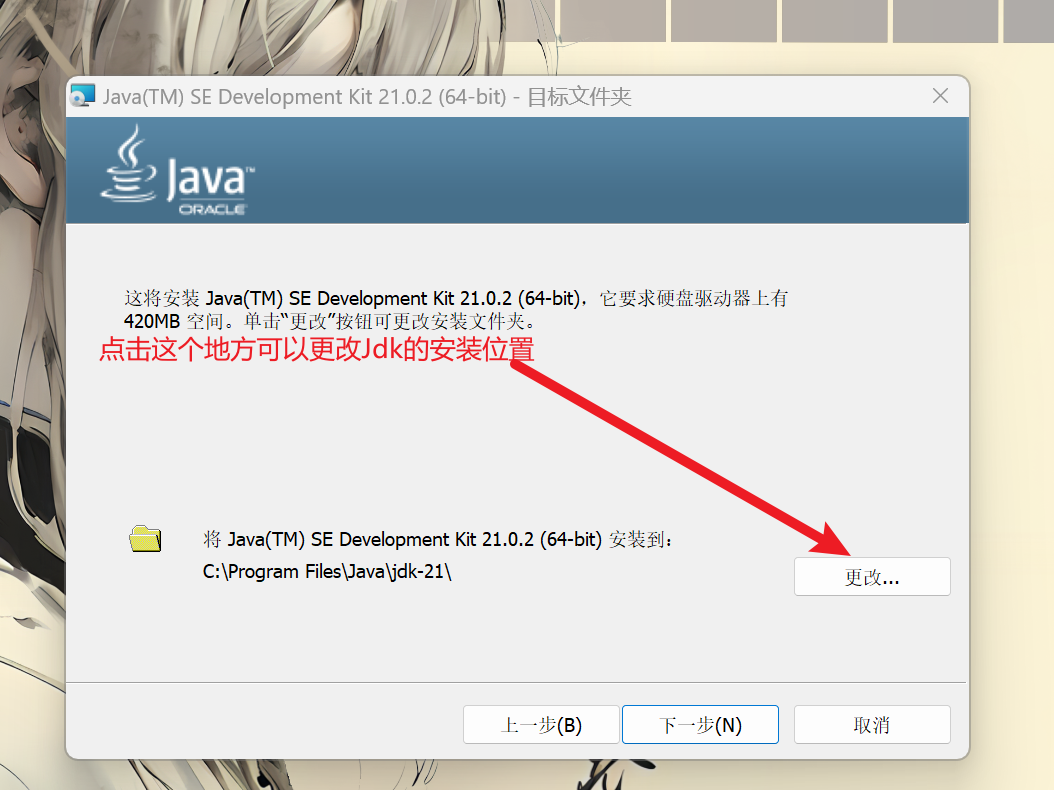 Java(TM) SE Development Kit 21.0.2 (64-bit) - 目标文件夹
Java™
ORACLE
这将安装 Java(TM) SE Development Kit 21.0.2 (64-bit)，它要求硬盘驱动器上有
420MB 空间。单击“更改”按钮可更改安装文件夹。
点击这个地方可以更改Jdk的安装位置
将 Java(TM) SE Development Kit 21.0.2 (64-bit) 安装到：
C:\Program Files\Java\jdk-21\
更改...
上一步(B)
下一步(N)
取消